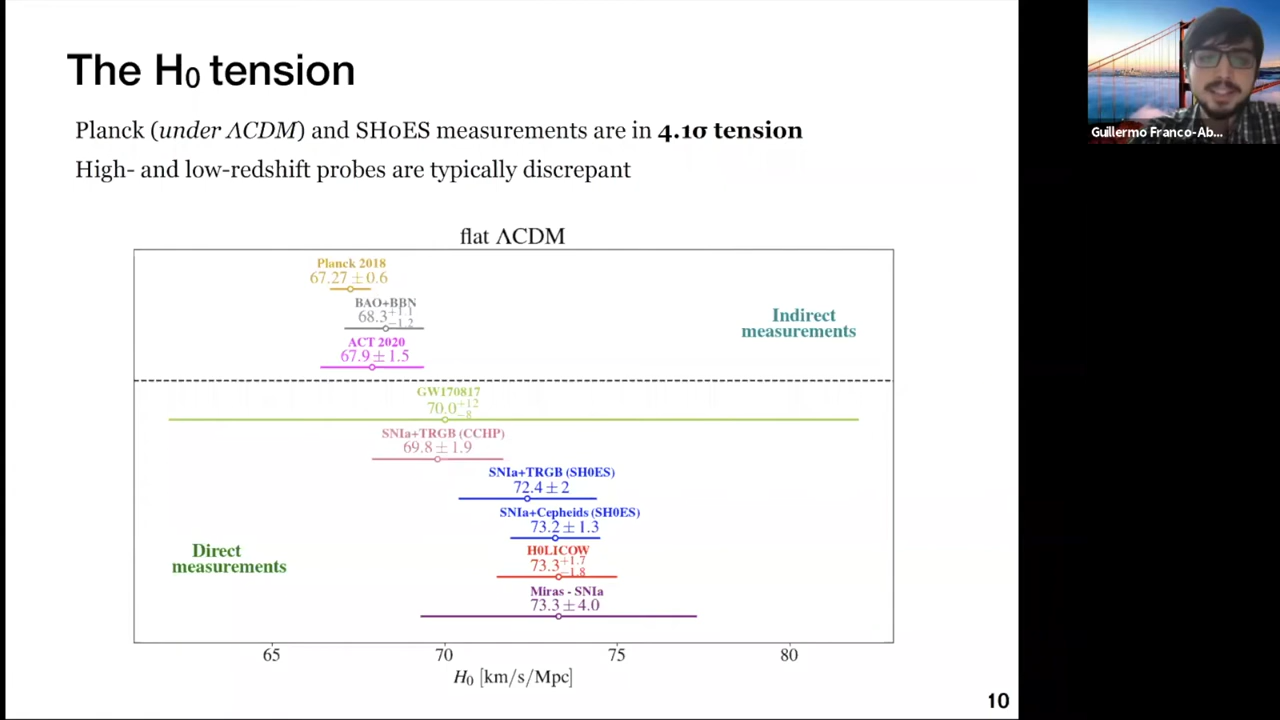 The H₀ tension
Planck (under ΛCDM) and SH0ES measurements are in 4.1σ tension
High- and low-redshift probes are typically discrepant
flat ΛCDM
Planck 2018
67.27 ± 0.6
BAO+BBN
68.3 +1.1 −1.2
ACT 2020
67.9 ± 1.5
Indirect
measurements
GW170817
70.0 +12 −8
SNIa+TRGB (CCHP)
69.8 ± 1.9
SNIa+TRGB (SH0ES)
72.4 ± 2
SNIa+Cepheids (SH0ES)
73.2 ± 1.3
H0LICOW
73.3 +1.7 −1.8
Miras - SNIa
73.3 ± 4.0
Direct
measurements
65 70 75 80
H₀ [km/s/Mpc]
10
Guillermo Franco-Ab...